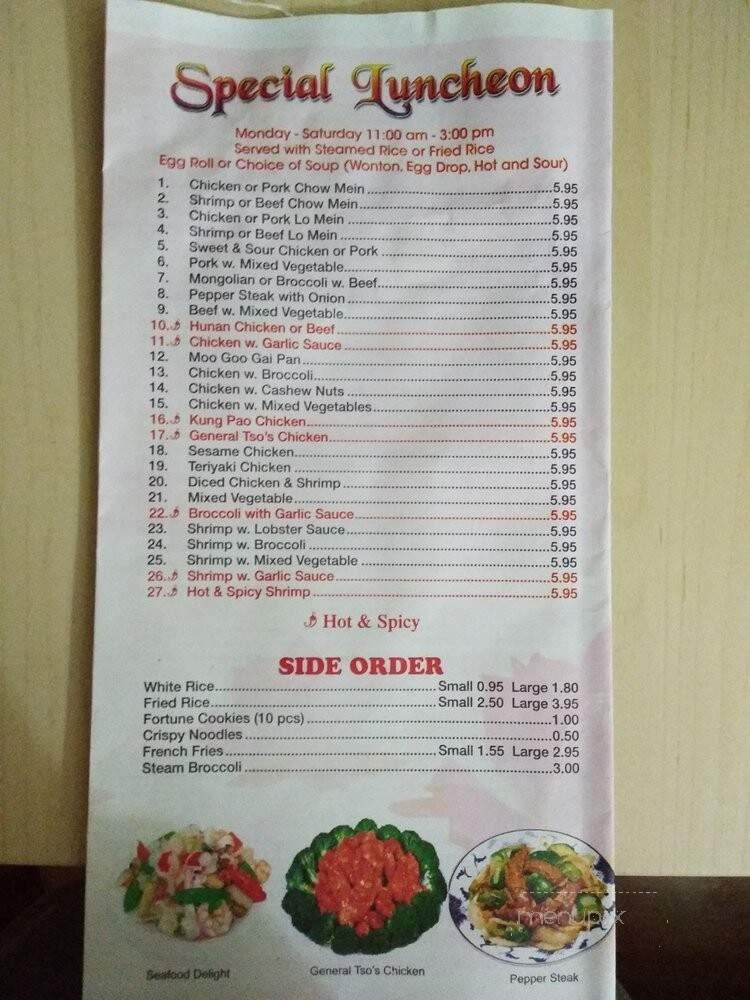 Special Luncheon
Monday - Saturday 11:00 am - 3:00 pm
Served with Steamed Rice or Fried Rice
Egg Roll or Choice of Soup (Wonton, Egg Drop, Hot and Sour)
1. Chicken or Pork Chow Mein 5.95
2. Shrimp or Beef Chow Mein 5.95
3. Chicken or Pork Lo Mein 5.95
4. Shrimp or Beef Lo Mein 5.95
5. Sweet & Sour Chicken or Pork 5.95
6. Pork w. Mixed Vegetable 5.95
7. Mongolian or Broccoli w. Beef 5.95
8. Pepper Steak with Onion 5.95
9. Beef w. Mixed Vegetable 5.95
10. Hunan Chicken or Beef 5.95
11. Chicken w. Garlic Sauce 5.95
12. Moo Goo Gai Pan 5.95
13. Chicken w. Broccoli 5.95
14. Chicken w. Cashew Nuts 5.95
15. Chicken w. Mixed Vegetables 5.95
16. Kung Pao Chicken 5.95
17. General Tso's Chicken 5.95
18. Sesame Chicken 5.95
19. Teriyaki Chicken 5.95
20. Diced Chicken & Shrimp 5.95
21. Mixed Vegetable 5.95
22. Broccoli with Garlic Sauce 5.95
23. Shrimp w. Lobster Sauce 5.95
24. Shrimp w. Broccoli 5.95
25. Shrimp w. Mixed Vegetable 5.95
26. Shrimp w. Garlic Sauce 5.95
27. Hot & Spicy Shrimp 5.95
Hot & Spicy
SIDE ORDER
White Rice Small 0.95 Large 1.80
Fried Rice Small 2.50 Large 3.95
Fortune Cookies (10 pcs) 1.00
Crispy Noodles 0.50
French Fries Small 1.55 Large 2.95
Steam Broccoli 3.00
menupix
Seafood Delight
General Tso's Chicken
Pepper Steak